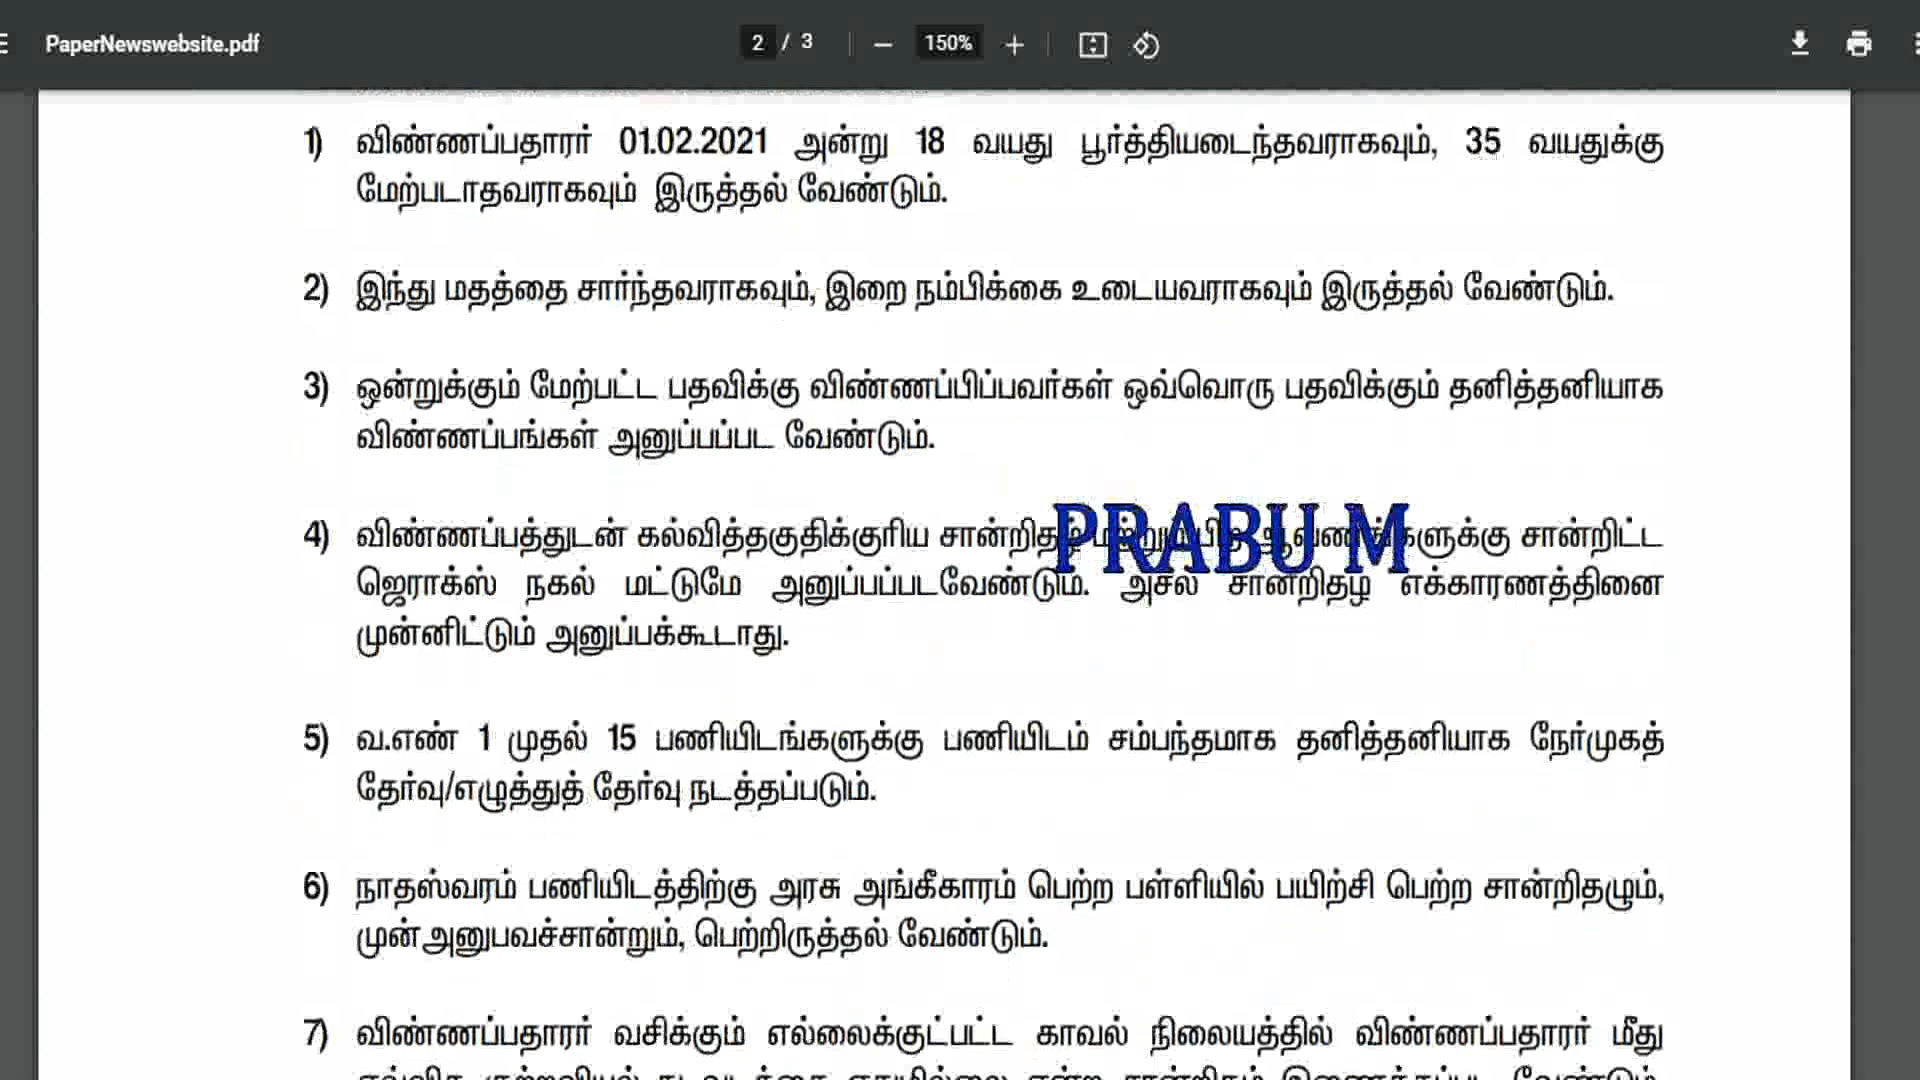 PaperNewswebsite.pdf
2 / 3
150%
1) விண்ணப்பதாரர் 01.02.2021 அன்று 18 வயது பூர்த்தியடைந்தவராகவும், 35 வயதுக்கு
மேற்படாதவராகவும் இருத்தல் வேண்டும்.
2) இந்து மதத்தை சார்ந்தவராகவும், இறை நம்பிக்கை உடையவராகவும் இருத்தல் வேண்டும்.
3) ஒன்றுக்கும் மேற்பட்ட பதவிக்கு விண்ணப்பிப்பவர்கள் ஒவ்வொரு பதவிக்கும் தனித்தனியாக
விண்ணப்பங்கள் அனுப்பப்பட வேண்டும்.
PRABU M
4) விண்ணப்பத்துடன் கல்வித்தகுதிக்குரிய சான்றிதழ் மற்றும் பிற ஆவணங்களுக்கு சான்றிட்ட
ஜெராக்ஸ் நகல் மட்டுமே அனுப்பப்படவேண்டும். அசல் சான்றிதழ் எக்காரணத்தினை
முன்னிட்டும் அனுப்பக்கூடாது.
5) வ.எண் 1 முதல் 15 பணியிடங்களுக்கு பணியிடம் சம்பந்தமாக தனித்தனியாக நேர்முகத்
தேர்வு/எழுத்துத் தேர்வு நடத்தப்படும்.
6) நாதஸ்வரம் பணியிடத்திற்கு அரசு அங்கீகாரம் பெற்ற பள்ளியில் பயிற்சி பெற்ற சான்றிதழும்,
முன்அனுபவச்சான்றும், பெற்றிருத்தல் வேண்டும்.
7) விண்ணப்பதாரர் வசிக்கும் எல்லைக்குட்பட்ட காவல் நிலையத்தில் விண்ணப்பதாரர் மீது